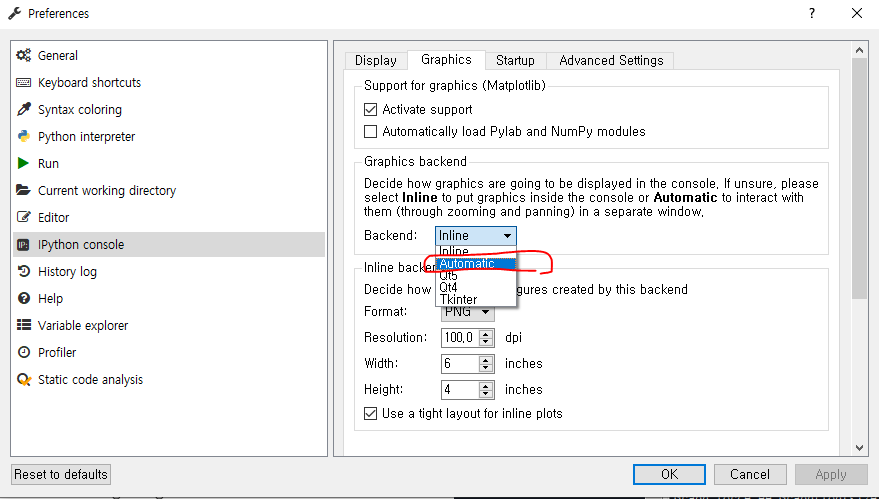 Preferences
?
General
Keyboard shortcuts
Syntax coloring
Python interpreter
Run
Current working directory
Editor
IP:
IPython console
History log
Help
Variable explorer
Profiler
Static code analysis
Display
Graphics
Startup
Advanced Settings
Support for graphics (Matplotlib)
Activate support
Automatically load Pylab and NumPy modules
Graphics backend
Decide how graphics are going to be displayed in the console. If unsure, please
select Inline to put graphics inside the console or Automatic to interact with
them (through zooming and panning) in a separate window.
Backend: Inline
Inline
Automatic
Qt5
Qt4
Tkinter
Inline
Decide how
gures created by this backend
Format: PNG
Resolution: 100.0 dpi
Width: 6 inches
Height: 4 inches
Use a tight layout for inline plots
Reset to defaults
OK
Cancel
Apply